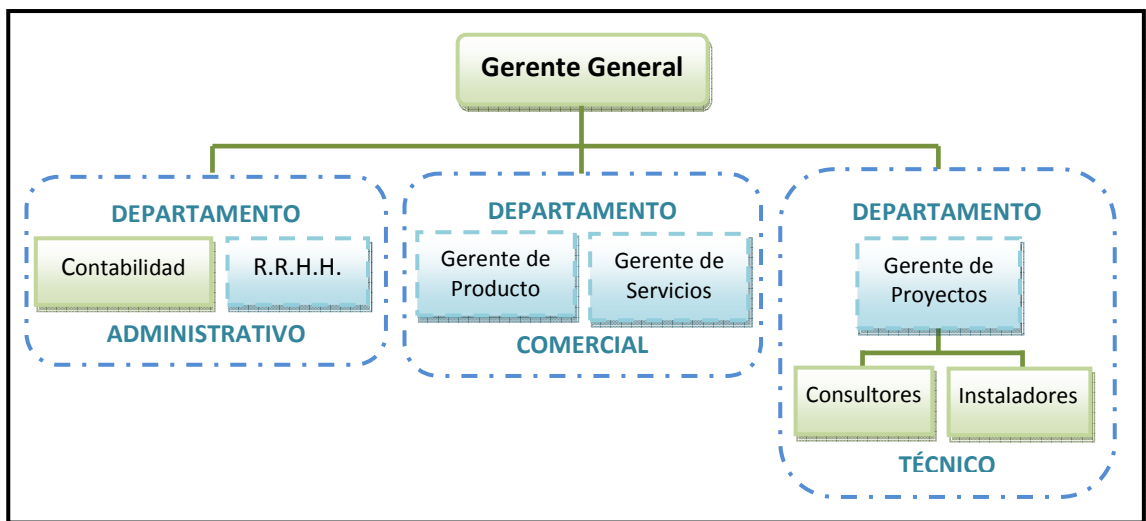 Gerente General
DEPARTAMENTO
Contabilidad
R.R.H.H.
ADMINISTRATIVO
DEPARTAMENTO
Gerente de
Producto
Gerente de
Servicios
COMERCIAL
DEPARTAMENTO
Gerente de
Proyectos
Consultores
Instaladores
TÉCNICO